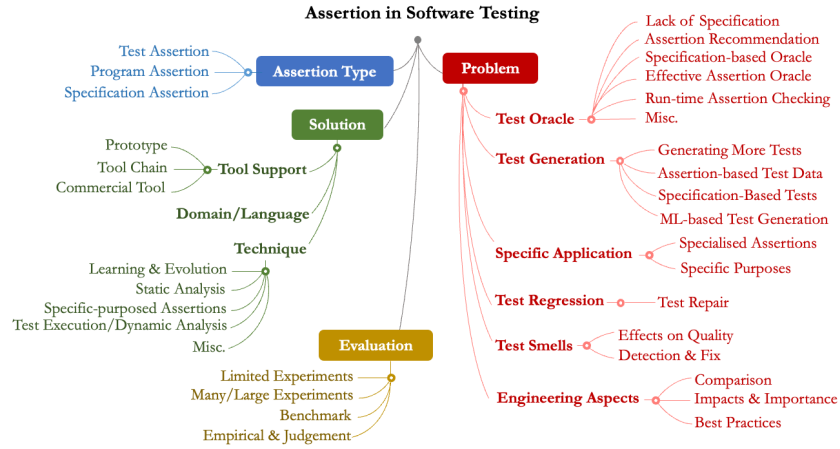 Assertion in Software Testing
Assertion Type
Test Assertion
Program Assertion
Specification Assertion
Solution
Tool Support
Prototype
Tool Chain
Commercial Tool
Domain/Language
Technique
Learning & Evolution
Static Analysis
Specific-purposed Assertions
Test Execution/Dynamic Analysis
Misc.
Evaluation
Limited Experiments
Many/Large Experiments
Benchmark
Empirical & Judgement
Problem
Test Oracle
Lack of Specification
Assertion Recommendation
Specification-based Oracle
Effective Assertion Oracle
Run-time Assertion Checking
Misc.
Test Generation
Generating More Tests
Assertion-based Test Data
Specification-Based Tests
ML-based Test Generation
Specific Application
Specialised Assertions
Specific Purposes
Test Regression
Test Repair
Test Smells
Effects on Quality
Detection & Fix
Engineering Aspects
Comparison
Impacts & Importance
Best Practices